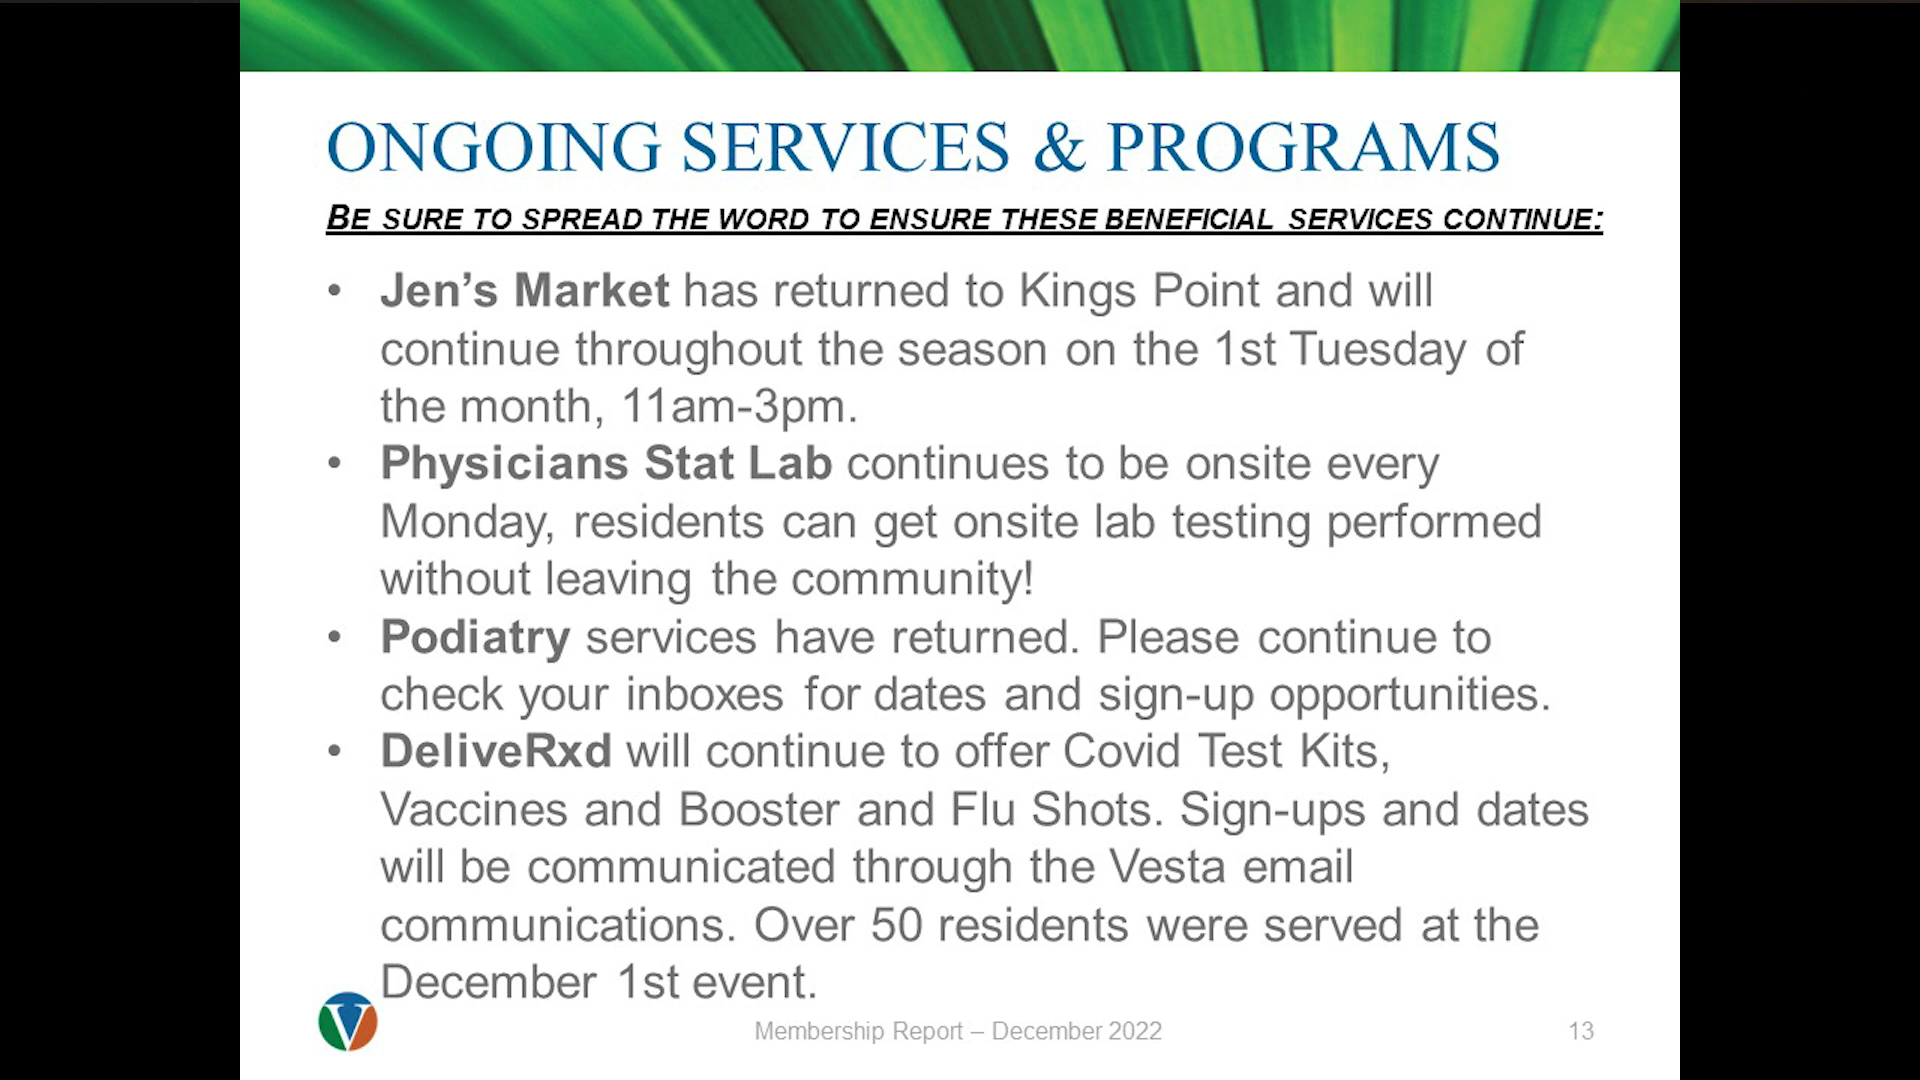 ONGOING SERVICES & PROGRAMS
BE SURE TO SPREAD THE WORD TO ENSURE THESE BENEFICIAL SERVICES CONTINUE:
• Jen’s Market has returned to Kings Point and will
continue throughout the season on the 1st Tuesday of
the month, 11am-3pm.
• Physicians Stat Lab continues to be onsite every
Monday, residents can get onsite lab testing performed
without leaving the community!
• Podiatry services have returned. Please continue to
check your inboxes for dates and sign-up opportunities.
• DeliveRxd will continue to offer Covid Test Kits,
Vaccines and Booster and Flu Shots. Sign-ups and dates
will be communicated through the Vesta email
communications. Over 50 residents were served at the
December 1st event.
V
Membership Report – December 2022
13